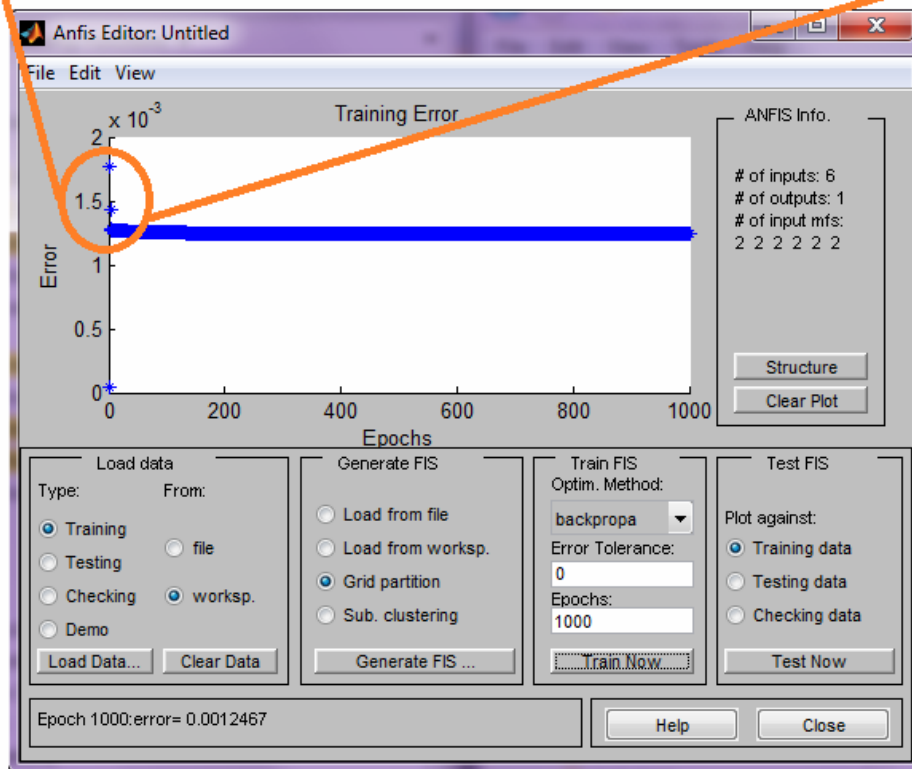 Anfis Editor: Untitled
File Edit View
x 10-3
Training Error
2
1.5
1
0.5
0
Error
0 200 400 600 800 1000
Epochs
ANFIS Info.
# of inputs: 6
# of outputs: 1
# of input mfs:
2 2 2 2 2 2
Structure
Clear Plot
Load data
Type: From:
Training
Testing
Checking
Demo
file
worksp.
Load Data... Clear Data
Generate FIS
Load from file
Load from worksp.
Grid partition
Sub. clustering
Generate FIS ...
Train FIS
Optim. Method:
backpropa
Error Tolerance:
0
Epochs:
1000
Train Now
Test FIS
Plot against:
Training data
Testing data
Checking data
Test Now
Epoch 1000:error= 0.0012467
Help Close